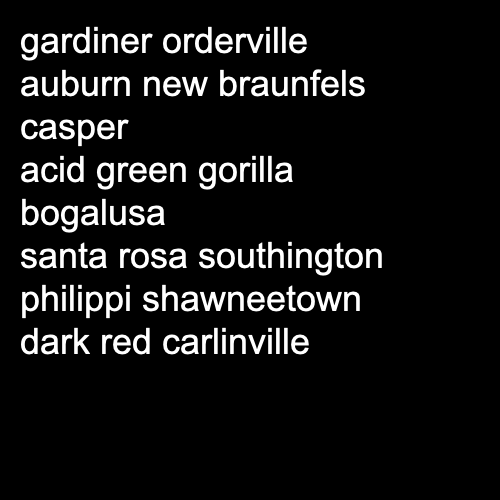 gardiner orderville
auburn new braunfels
casper
acid green gorilla
bogalusa
santa rosa southington
philippi shawneetown
dark red carlinville